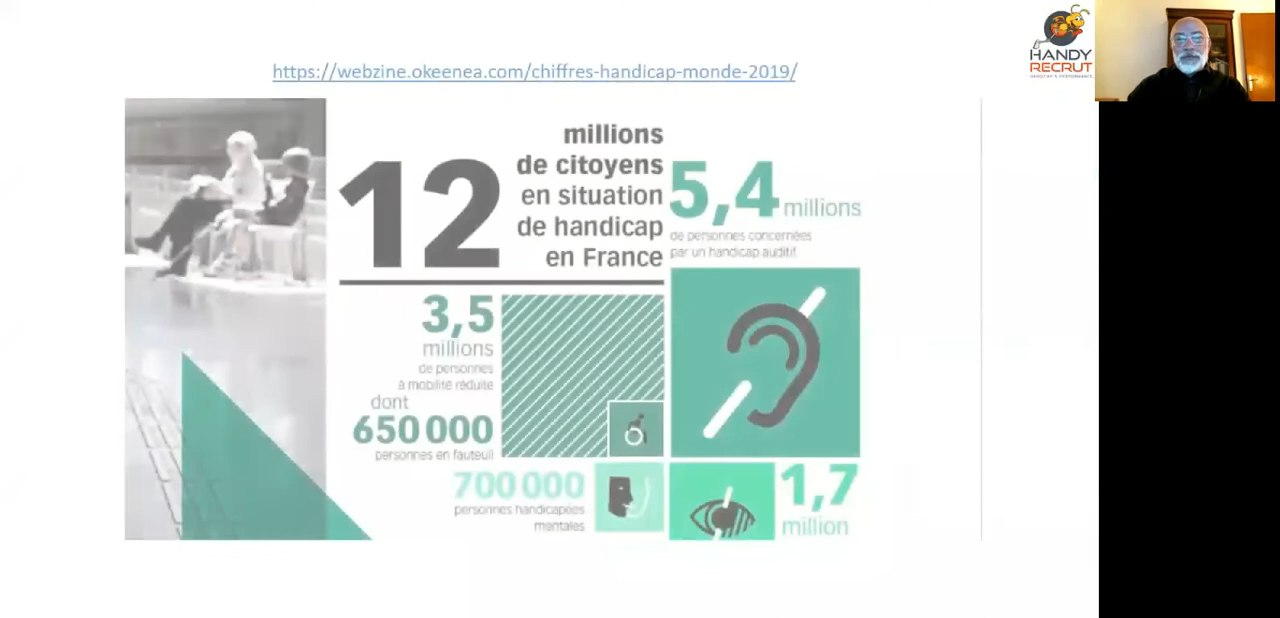 https://webzine.okeenea.com/chiffres-handicap-monde-2019/
HANDY
RECRUT
12
millions
de citoyens
en situation
de handicap
en France
5,4 millions
de personnes concernées
par un handicap auditif
3,5
millions
de personnes
à mobilité réduite
dont
650 000
personnes en fauteuil
700 000
personnes handicapées
mentales
1,7
million